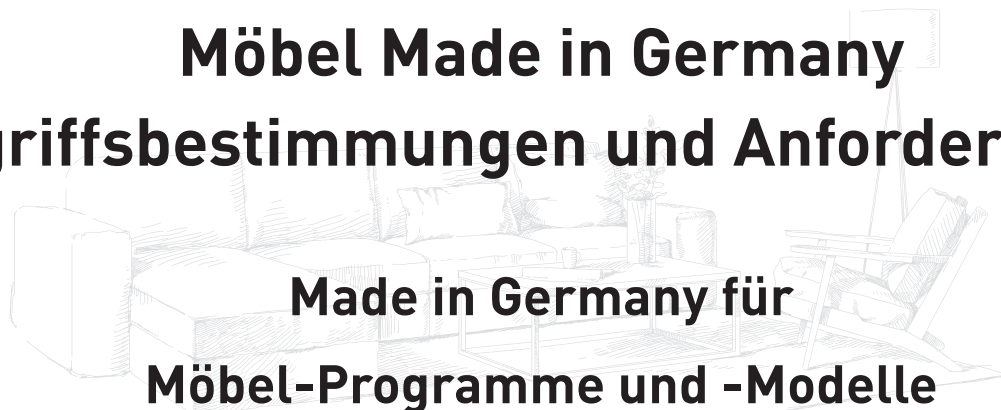 Möbel Made in Germany
griffsbestimmungen und Anforder
Made in Germany für
Möbel-Programme und -Modelle